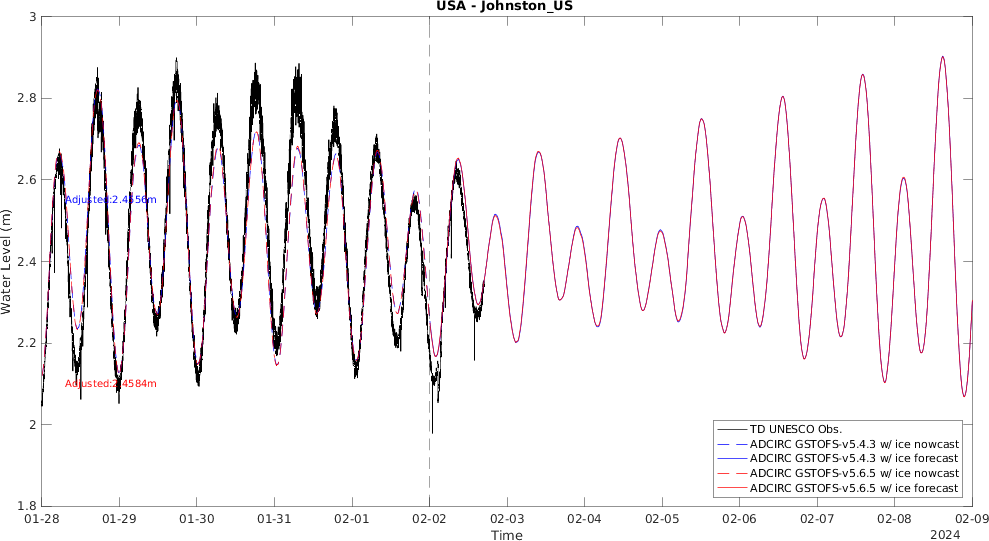 USA - Johnston_US
3
2.8
2.6
2.4
2.2
2
1.8
Water Level (m)
Adjusted:2.4556m
Adjusted:2.4584m
TD UNESCO Obs.
ADCIRC GSTOFS-v5.4.3 w/ ice nowcast
ADCIRC GSTOFS-v5.4.3 w/ ice forecast
ADCIRC GSTOFS-v5.6.5 w/ ice nowcast
ADCIRC GSTOFS-v5.6.5 w/ ice forecast
01-28 01-29 01-30 01-31 02-01 02-02 02-03 02-04 02-05 02-06 02-07 02-08 02-09
Time
2024